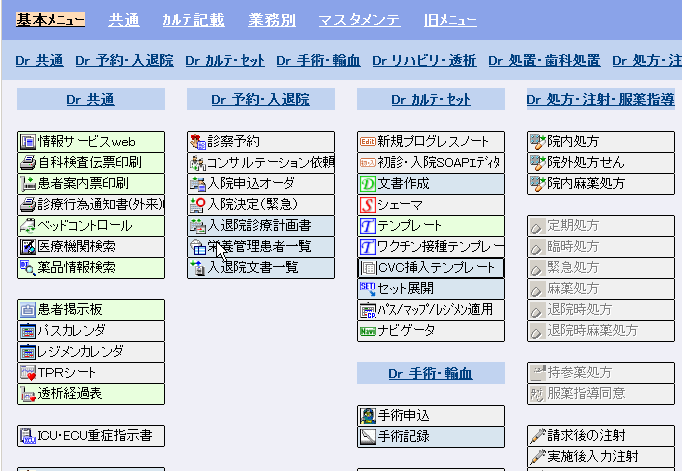 基本メニュー 共通 カルテ記載 業務別 マスタメンテ 旧メニュー
Dr 共通 Dr 予約・入退院 Dr カルテ・セット Dr 手術・輸血 Dr リハビリ・透析 Dr 処置・歯科処置 Dr 処方・注
Dr 共通
情報サービスweb
自科検査伝票印刷
患者案内票印刷
診療行為通知書(外来)
ベッドコントロール
医療機関検索
薬品情報検索
患者掲示板
パスカレンダ
レジメンカレンダ
TPRシート
透析経過表
ICU・ECU重症指示書
Dr 予約・入退院
診察予約
コンサルテーション依頼
入院申込オーダ
入院決定(緊急)
入退院診療計画書
栄養管理患者一覧
入退院文書一覧
Dr カルテ・セット
Edit 新規プログレスノート
初診・入院SOAPエディタ
D 文書作成
S シェーマ
T テンプレート
T ワクチン接種テンプレー
CVC挿入テンプレート
SET! セット展開
パス/マップ/レジメン適用
Navi ナビゲータ
Dr 手術・輸血
手術申込
手術記録
Dr 処方・注射・服薬指導
院内処方
院外処方せん
院内麻薬処方
定期処方
臨時処方
緊急処方
麻薬処方
退院時処方
退院時麻薬処方
持参薬処方
服薬指導同意
請求後の注射
実施後入力注射